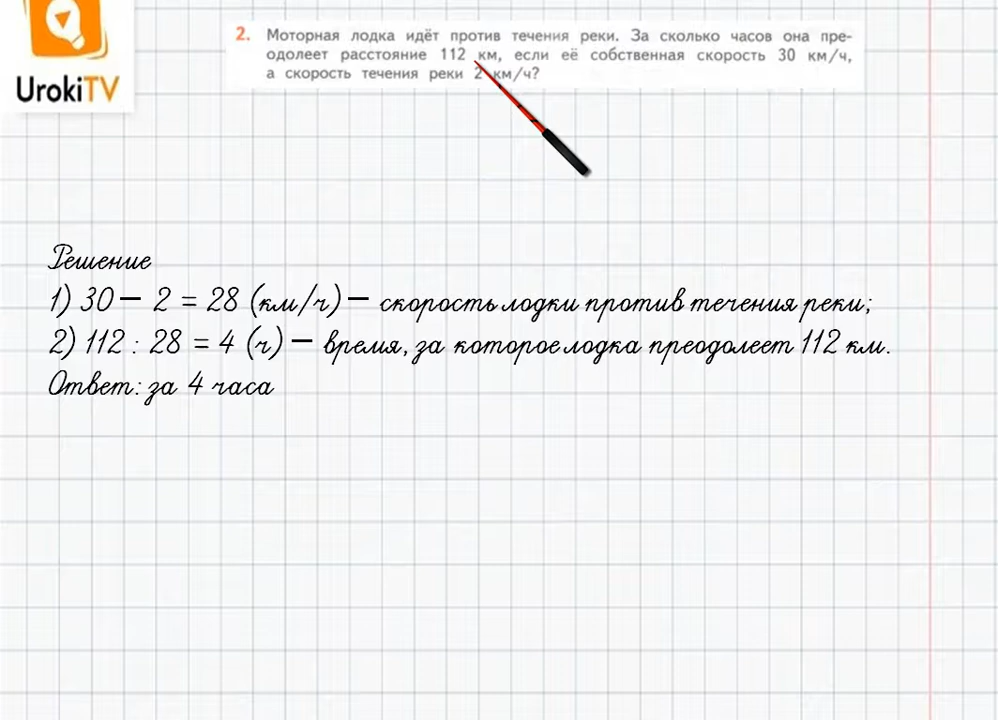 UrokiTV
2. Моторная лодка идёт против течения реки. За сколько часов она пре-
одолеет расстояние 112 км, если её собственная скорость 30 км/ч,
а скорость течения реки 2 км/ч?
Решение
1) 30 — 2 = 28 (км/ч) — скорость лодки против течения реки;
2) 112 : 28 = 4 (ч) — время, за которое лодка преодолеет 112 км.
Ответ: за 4 часа